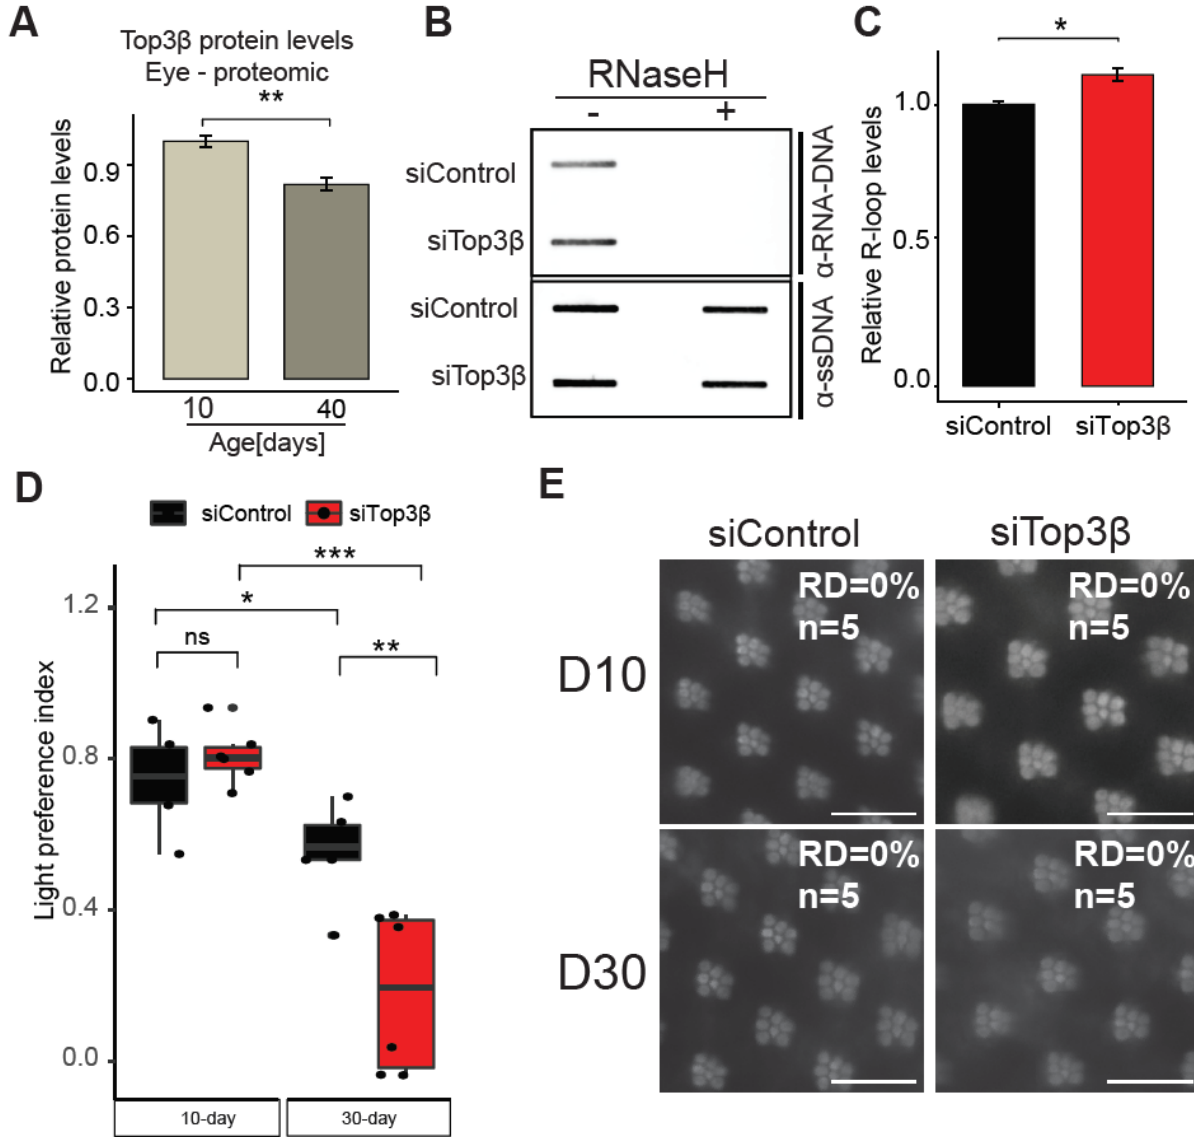 A
Top3β protein levels
Eye - proteomic
**
Relative protein levels
0.9
0.6
0.3
0.0
10
40
Age[days]
B
RNaseH
-
+
siControl
siTop3β
siControl
siTop3β
α-RNA-DNA
α-ssDNA
C
*
Relative R-loop levels
1.0
0.5
0.0
siControl
siTop3β
D
siControl
siTop3β
***
*
ns
**
Light preference index
1.2
0.8
0.4
0.0
10-day
30-day
E
siControl
siTop3β
D10
RD=0%
n=5
RD=0%
n=5
D30
RD=0%
n=5
RD=0%
n=5